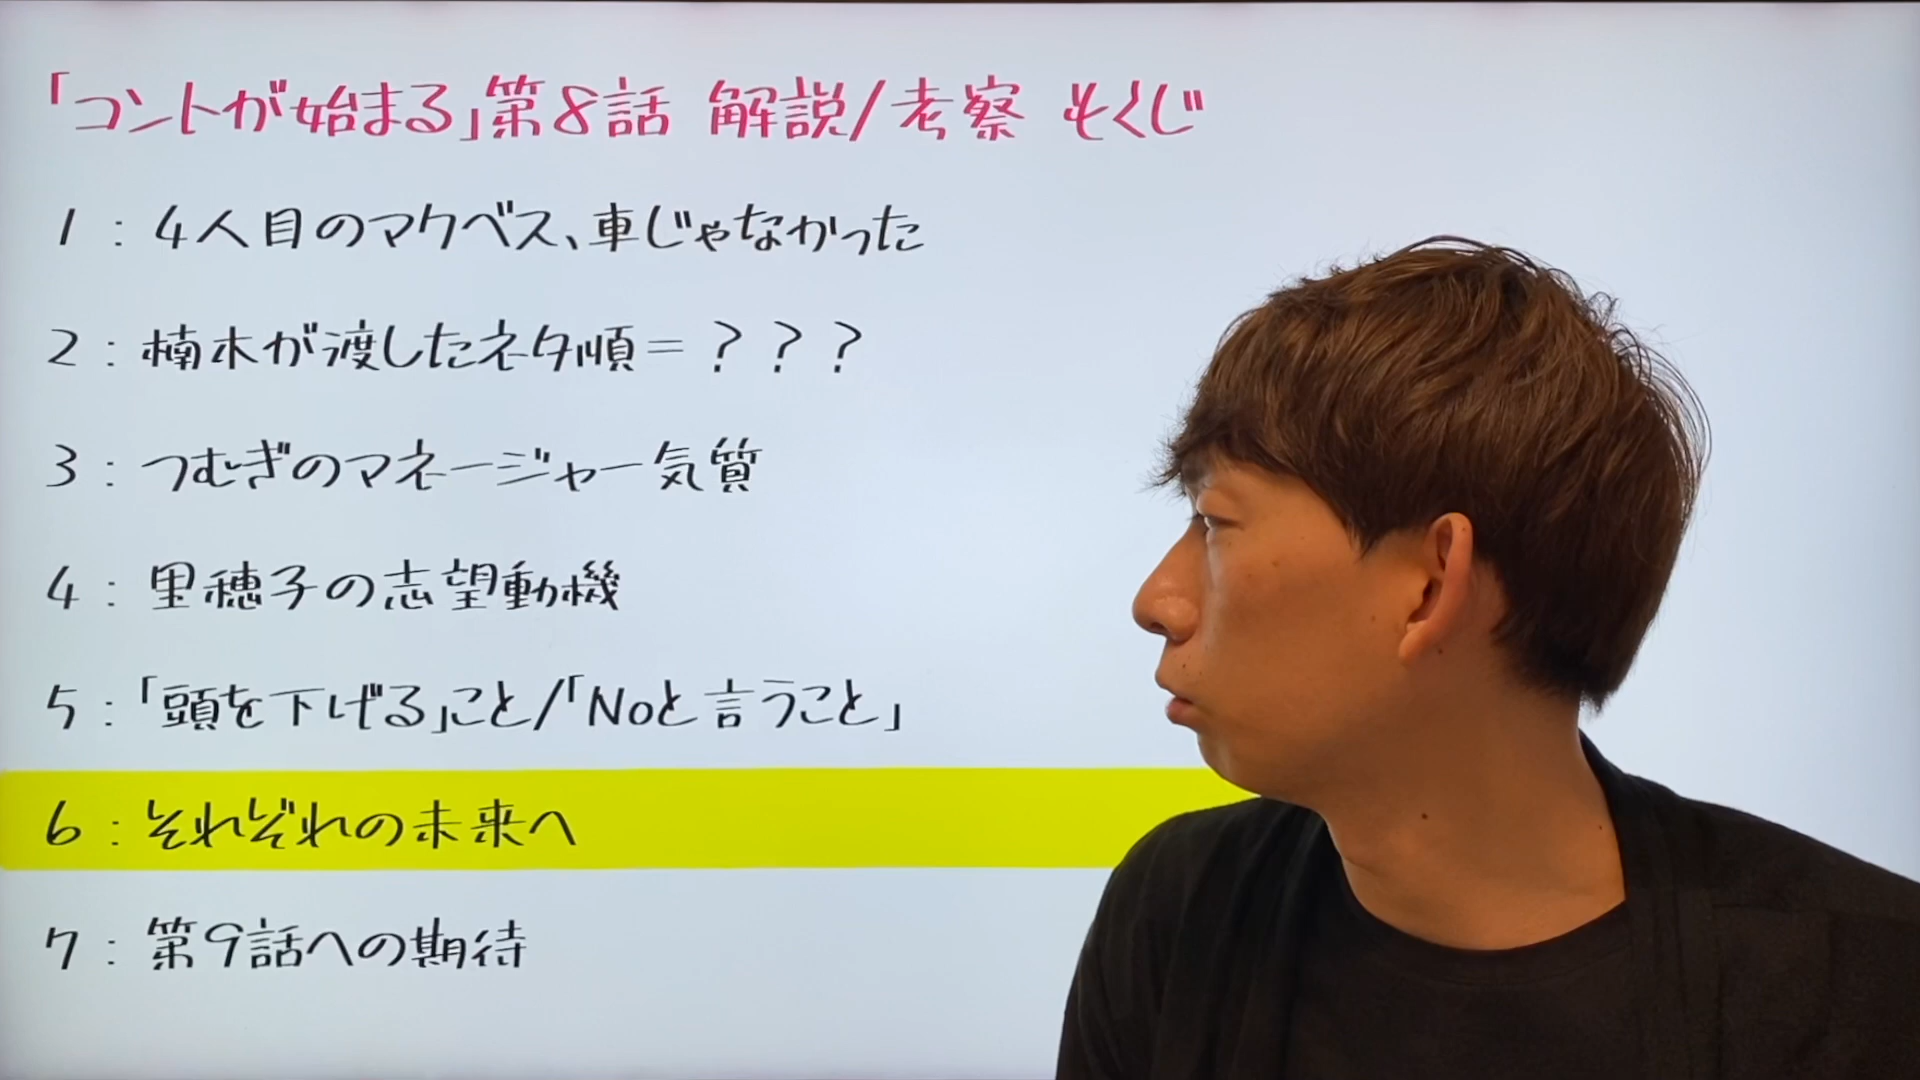 「コントが始まる」第8話 解説/考察 もくじ
1：4人目のマクベス、車じゃなかった
2：楠木が渡したネタ順＝？？？
3：つむぎのマネージャー気質
4：里穂子の志望動機
5：「頭を下げる」こと/「Noと言うこと」
6：それぞれの未来へ
7：第9話への期待